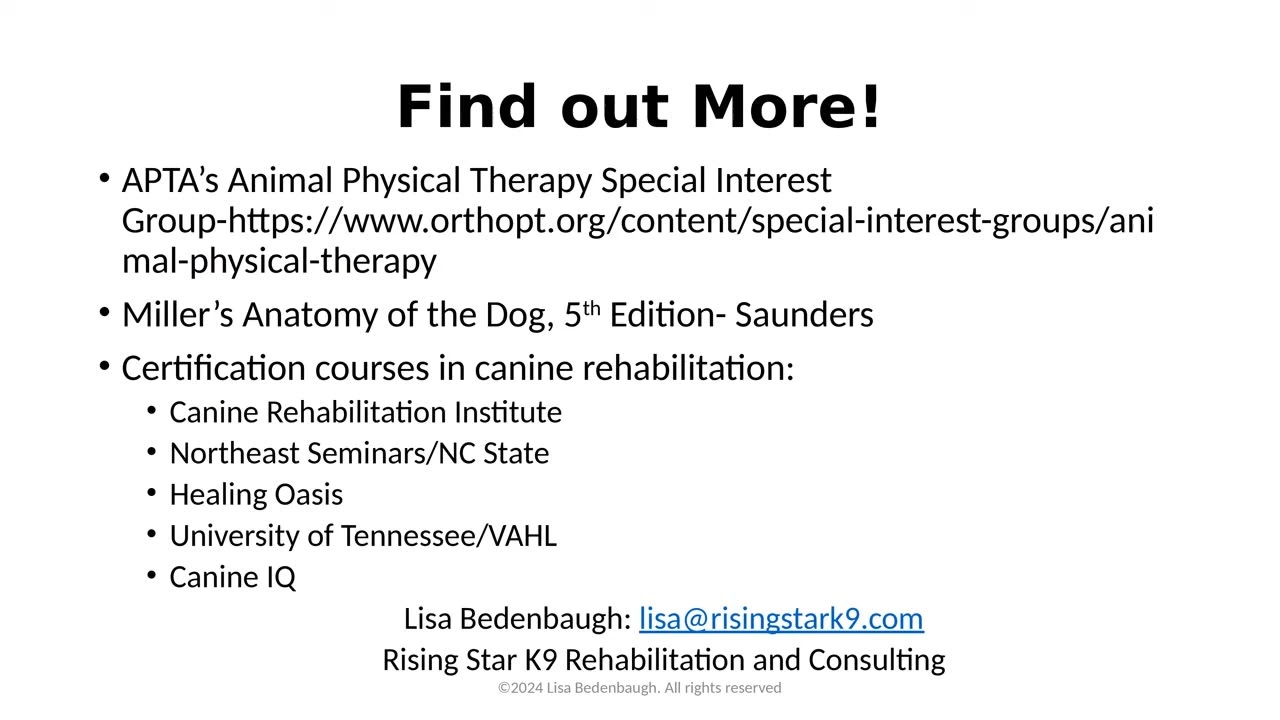 Find out More!
• APTA’s Animal Physical Therapy Special Interest
Group-https://www.orthopt.org/content/special-interest-groups/ani
mal-physical-therapy
• Miller’s Anatomy of the Dog, 5th Edition- Saunders
• Certification courses in canine rehabilitation:
• Canine Rehabilitation Institute
• Northeast Seminars/NC State
• Healing Oasis
• University of Tennessee/VAHL
• Canine IQ
Lisa Bedenbaugh: lisa@risingstark9.com
Rising Star K9 Rehabilitation and Consulting
©2024 Lisa Bedenbaugh. All rights reserved